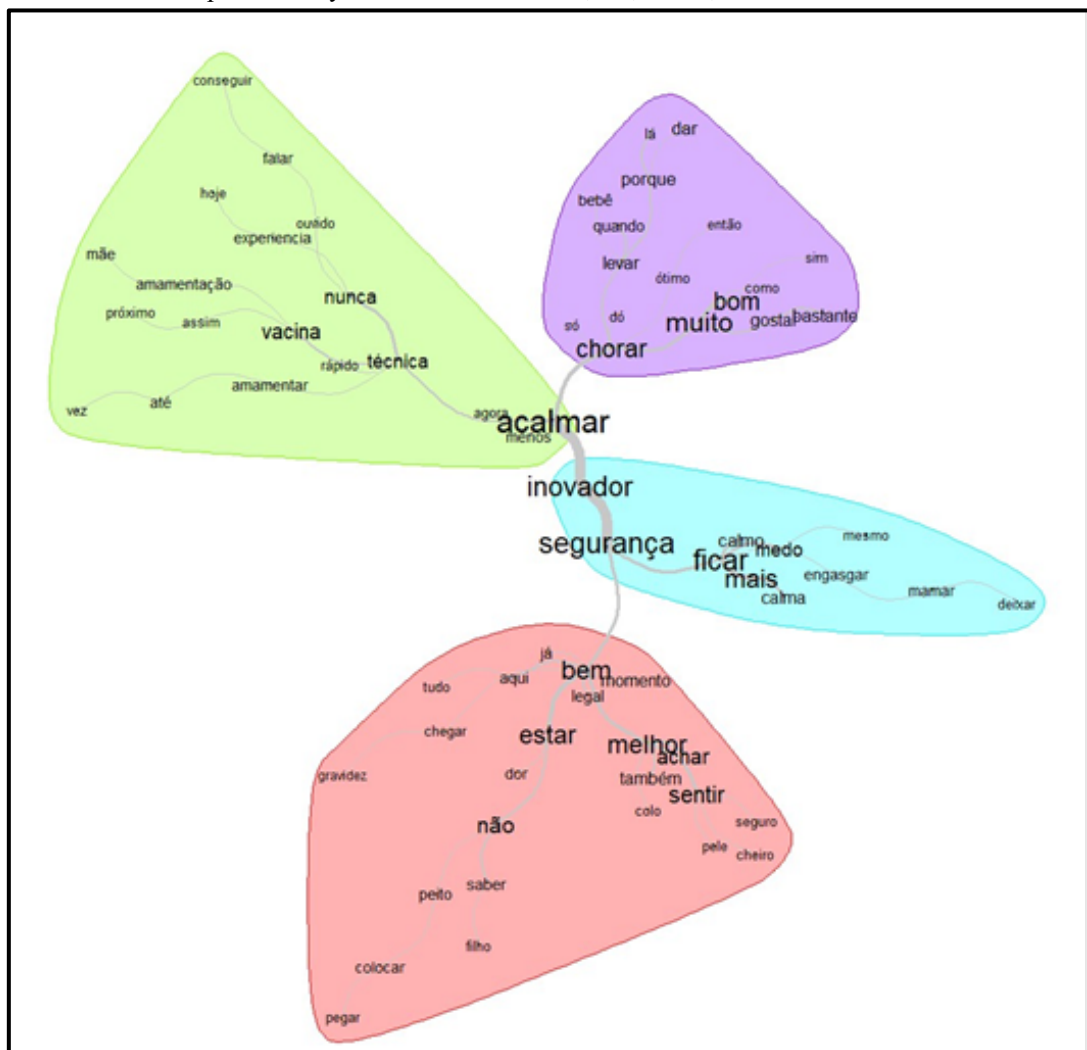 conseguir
falar
hoje
ouvido
experiencia
mãe
amamentação
nunca
próximo
assim
vacina
rápido
técnica
amamentar
até
vez
agora
menos
acalmar
lá
dar
porque
bebê
quando
então
levar
sim
ótimo
como
bom
só
dó
muito
gostal
bastante
chorar
inovador
segurança
calmo
medo
mesmo
ficar
mais
engasgar
calma
mamar
deixar
já
bem
tudo
aqui
momento
legal
chegar
estar
melhor
achar
gravidez
dor
também
sentir
colo
seguro
não
pele
cheiro
peito
saber
filho
colocar
pegar